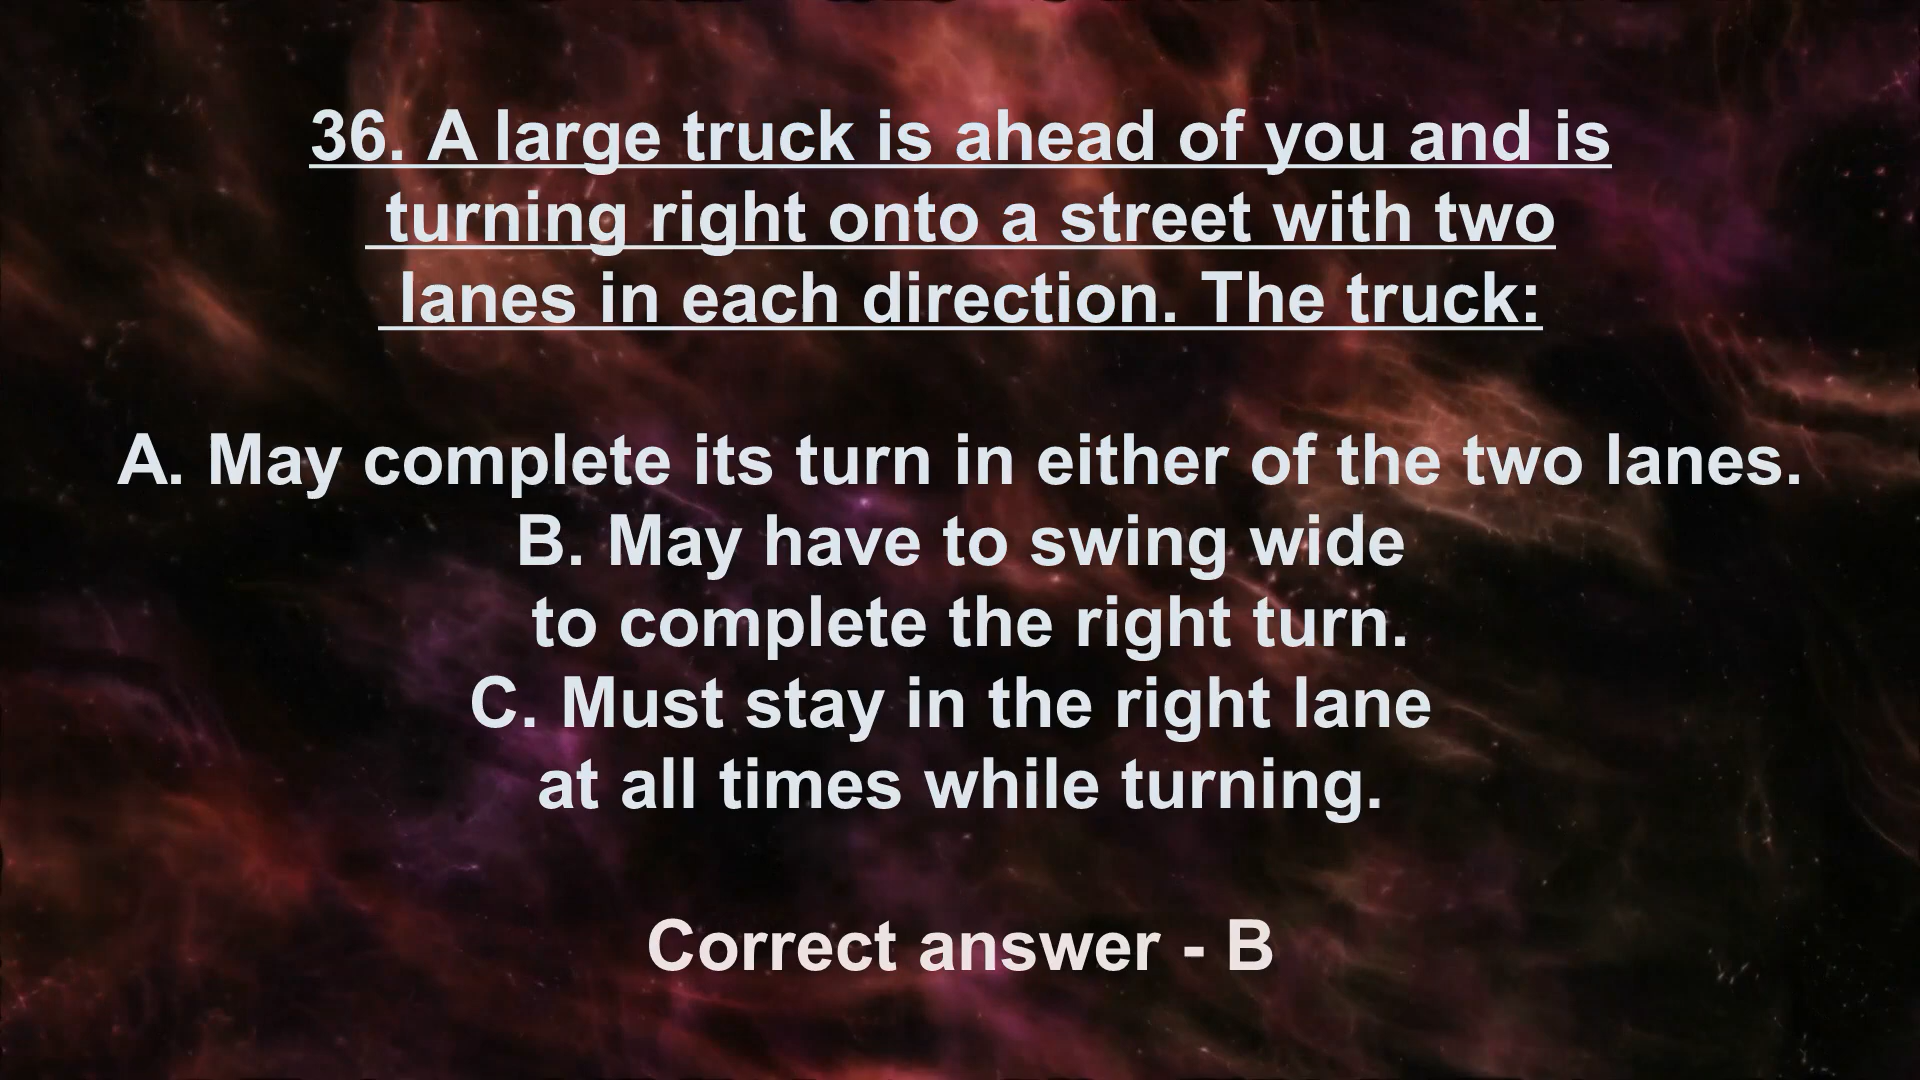 36. A large truck is ahead of you and is
turning right onto a street with two
lanes in each direction. The truck:
A. May complete its turn in either of the two lanes.
B. May have to swing wide
to complete the right turn.
C. Must stay in the right lane
at all times while turning.
Correct answer - B